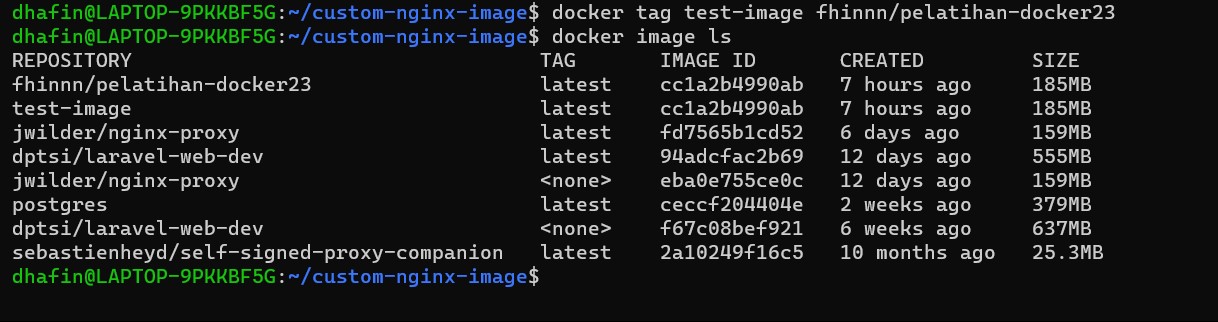 dhafin@LAPTOP-9PKKBF5G:~/custom-nginx-image$ docker tag test-image fhinnn/pelatihan-docker23
dhafin@LAPTOP-9PKKBF5G:~/custom-nginx-image$ docker image ls
REPOSITORY TAG IMAGE ID CREATED SIZE
fhinnn/pelatihan-docker23 latest cc1a2b4990ab 7 hours ago 185MB
test-image latest cc1a2b4990ab 7 hours ago 185MB
jwilder/nginx-proxy latest fd7565b1cd52 6 days ago 159MB
dptsi/laravel-web-dev latest 94adcfac2b69 12 days ago 555MB
jwilder/nginx-proxy <none> eba0e755ce0c 12 days ago 159MB
postgres latest ceccf204404e 2 weeks ago 379MB
dptsi/laravel-web-dev <none> f67c08bef921 6 weeks ago 637MB
sebastienheyd/self-signed-proxy-companion latest 2a10249f16c5 10 months ago 25.3MB
dhafin@LAPTOP-9PKKBF5G:~/custom-nginx-image$